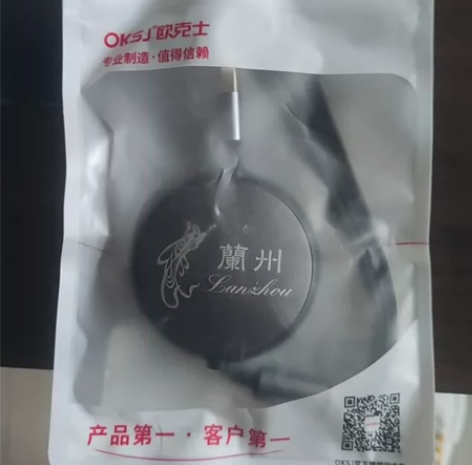 OKSJ 欧克士
专业制造·值得信赖
蘭州
Lanzhou
产品第一·客户第一